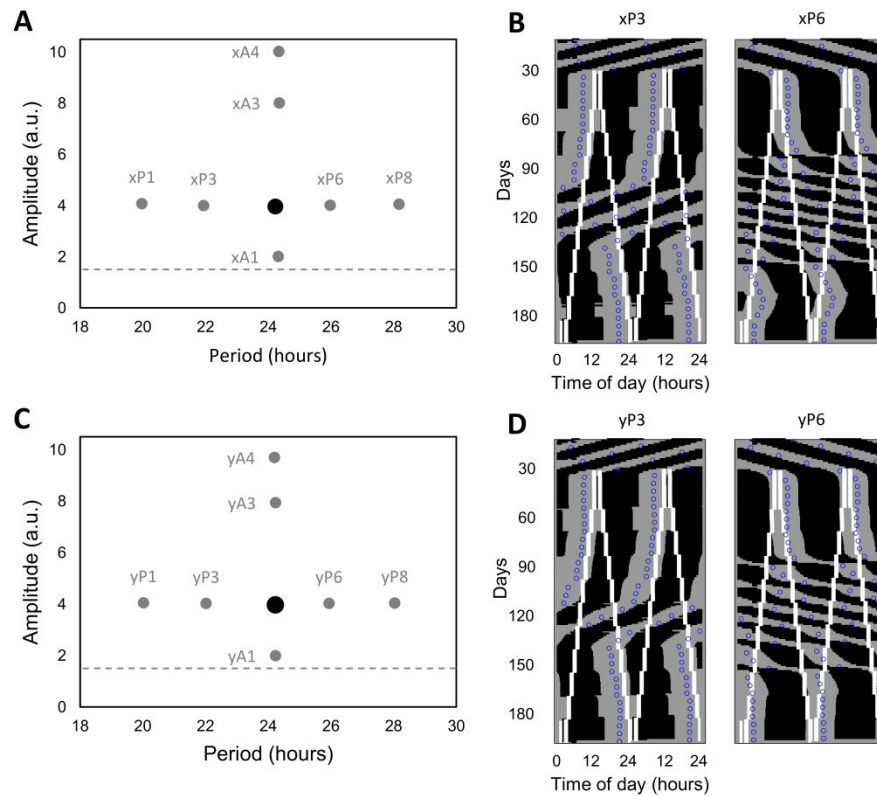 A
Amplitude (a.u.)
10
8
6
4
2
0
xA4
xA3
xP1 xP3 xP6 xP8
xA1
18 20 22 24 26 28 30
Period (hours)
B
xP3 xP6
Days
30
60
90
120
150
180
0 12 24 12 24
Time of day (hours)
C
Amplitude (a.u.)
10
8
6
4
2
0
yA4
yA3
yP1 yP3 yP6 yP8
yA1
18 20 22 24 26 28 30
Period (hours)
D
yP3 yP6
Days
30
60
90
120
150
180
0 12 24 12 24
Time of day (hours)